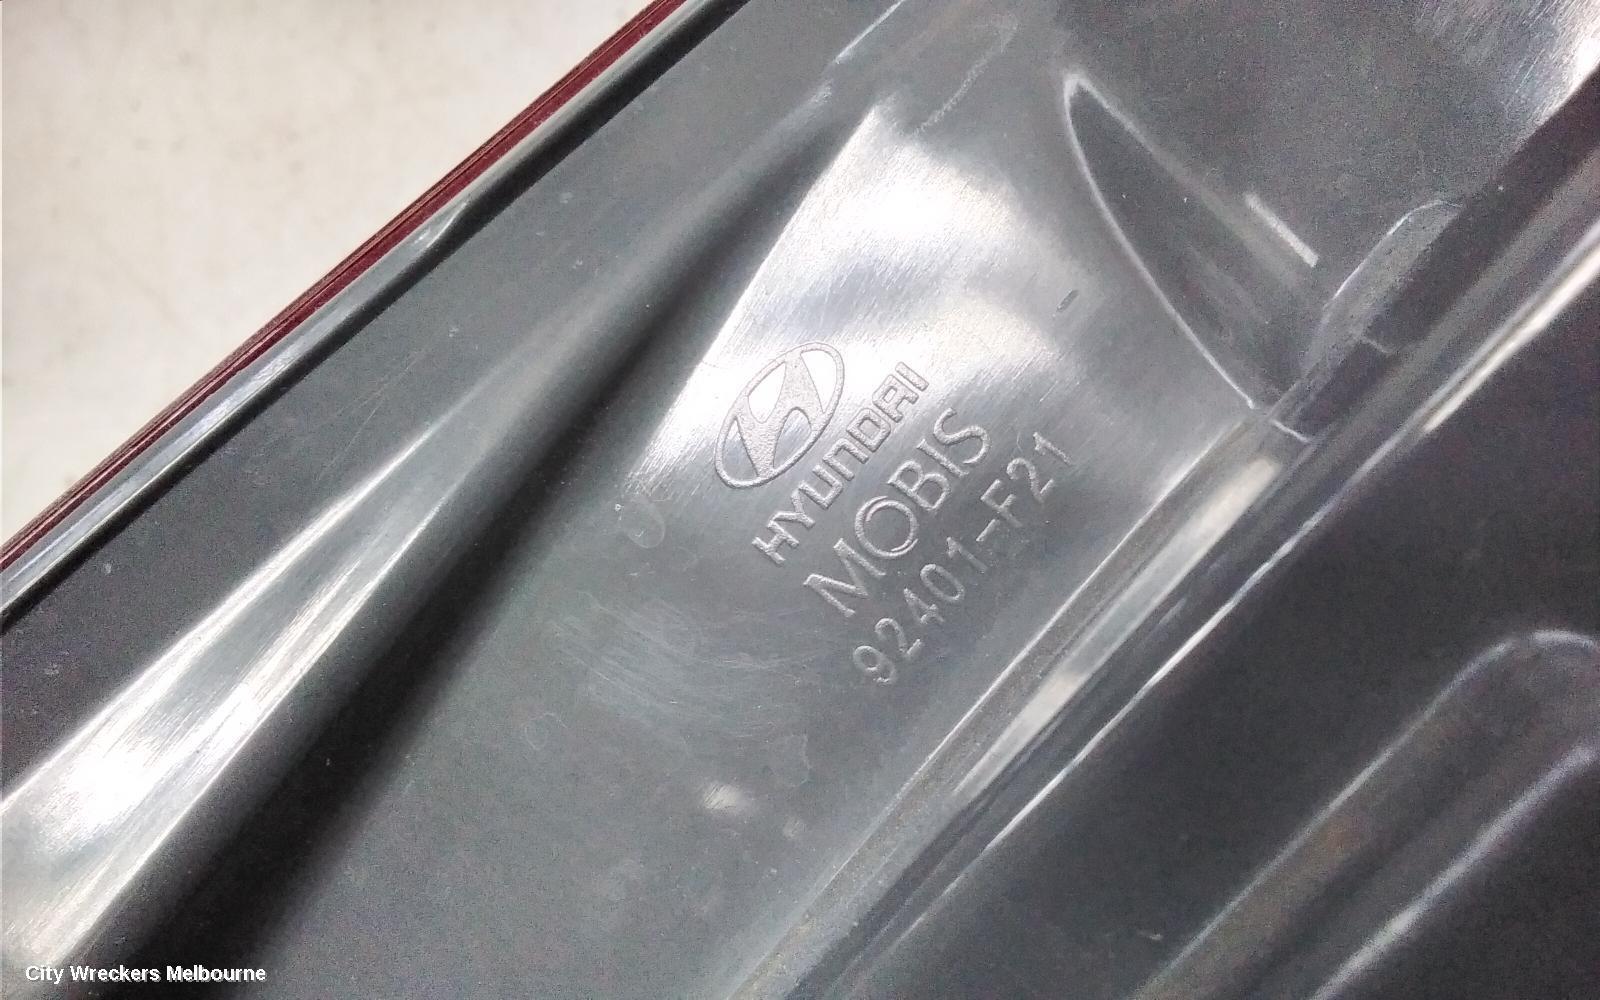 HYUNDAI
MOBIS
92401-F21
City Wreckers Melbourne